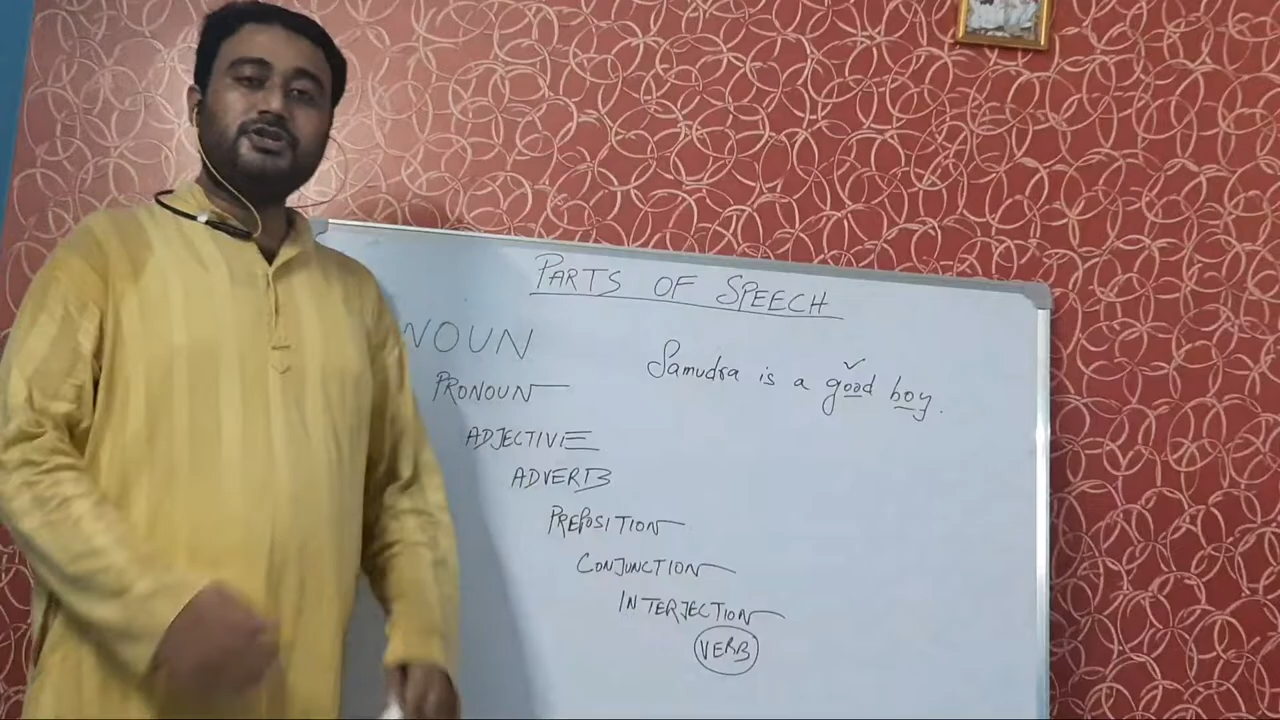 PARTS OF SPEECH
NOUN
Samudra is a good boy.
PRONOUN
ADJECTIVE
ADVERB
PREPOSITION
CONJUNCTION
INTERJECTION
VERB